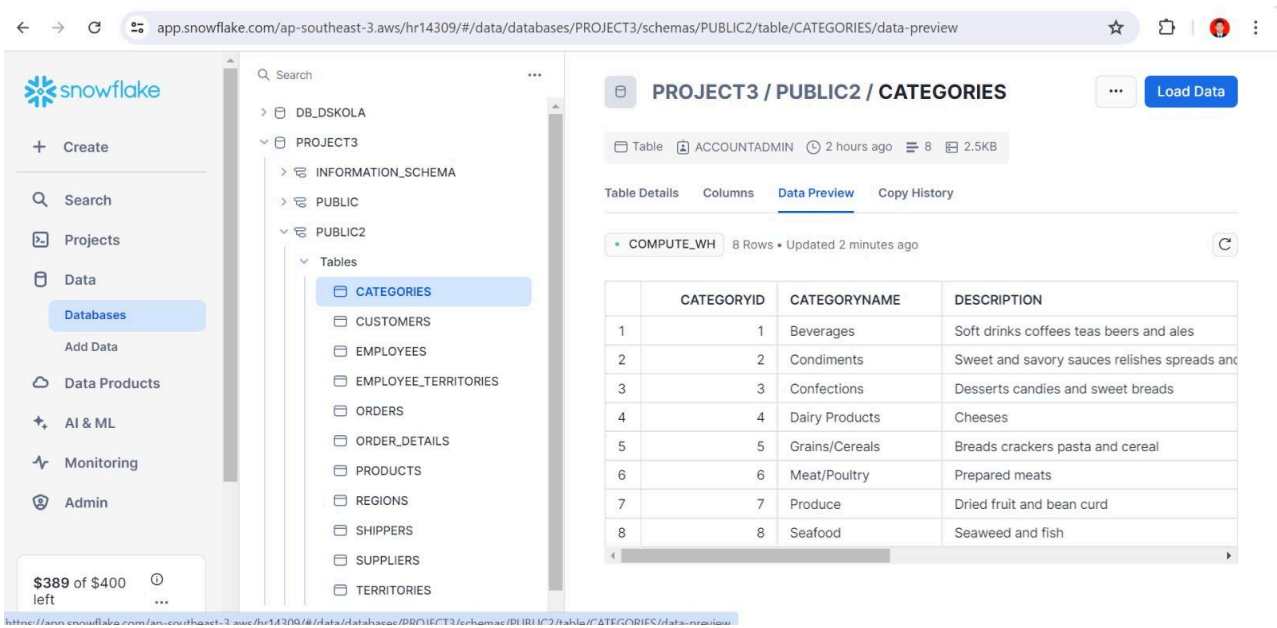 app.snowflake.com/ap-southeast-3.aws/hr14309/#/data/databases/PROJECT3/schemas/PUBLIC2/table/CATEGORIES/data-preview
snowflake
Create
Search
Projects
Data
Databases
Add Data
Data Products
AI & ML
Monitoring
Admin
$389 of $400
left
Search
DB_DSKOLA
PROJECT3
INFORMATION_SCHEMA
PUBLIC
PUBLIC2
Tables
CATEGORIES
CUSTOMERS
EMPLOYEES
EMPLOYEE_TERRITORIES
ORDERS
ORDER_DETAILS
PRODUCTS
REGIONS
SHIPPERS
SUPPLIERS
TERRITORIES
PROJECT3 / PUBLIC2 / CATEGORIES
Load Data
Table ACCOUNTADMIN 2 hours ago 8 2.5KB
Table Details Columns Data Preview Copy History
COMPUTE_WH 8 Rows • Updated 2 minutes ago
CATEGORYID CATEGORYNAME DESCRIPTION
1 1 Beverages Soft drinks coffees teas beers and ales
2 2 Condiments Sweet and savory sauces relishes spreads and
3 3 Confections Desserts candies and sweet breads
4 4 Dairy Products Cheeses
5 5 Grains/Cereals Breads crackers pasta and cereal
6 6 Meat/Poultry Prepared meats
7 7 Produce Dried fruit and bean curd
8 8 Seafood Seaweed and fish
https://app.snowflake.com/ap-southeast-3.aws/hr14309/#/data/databases/PROJECT3/schemas/PUBLIC2/table/CATEGORIES/data-preview